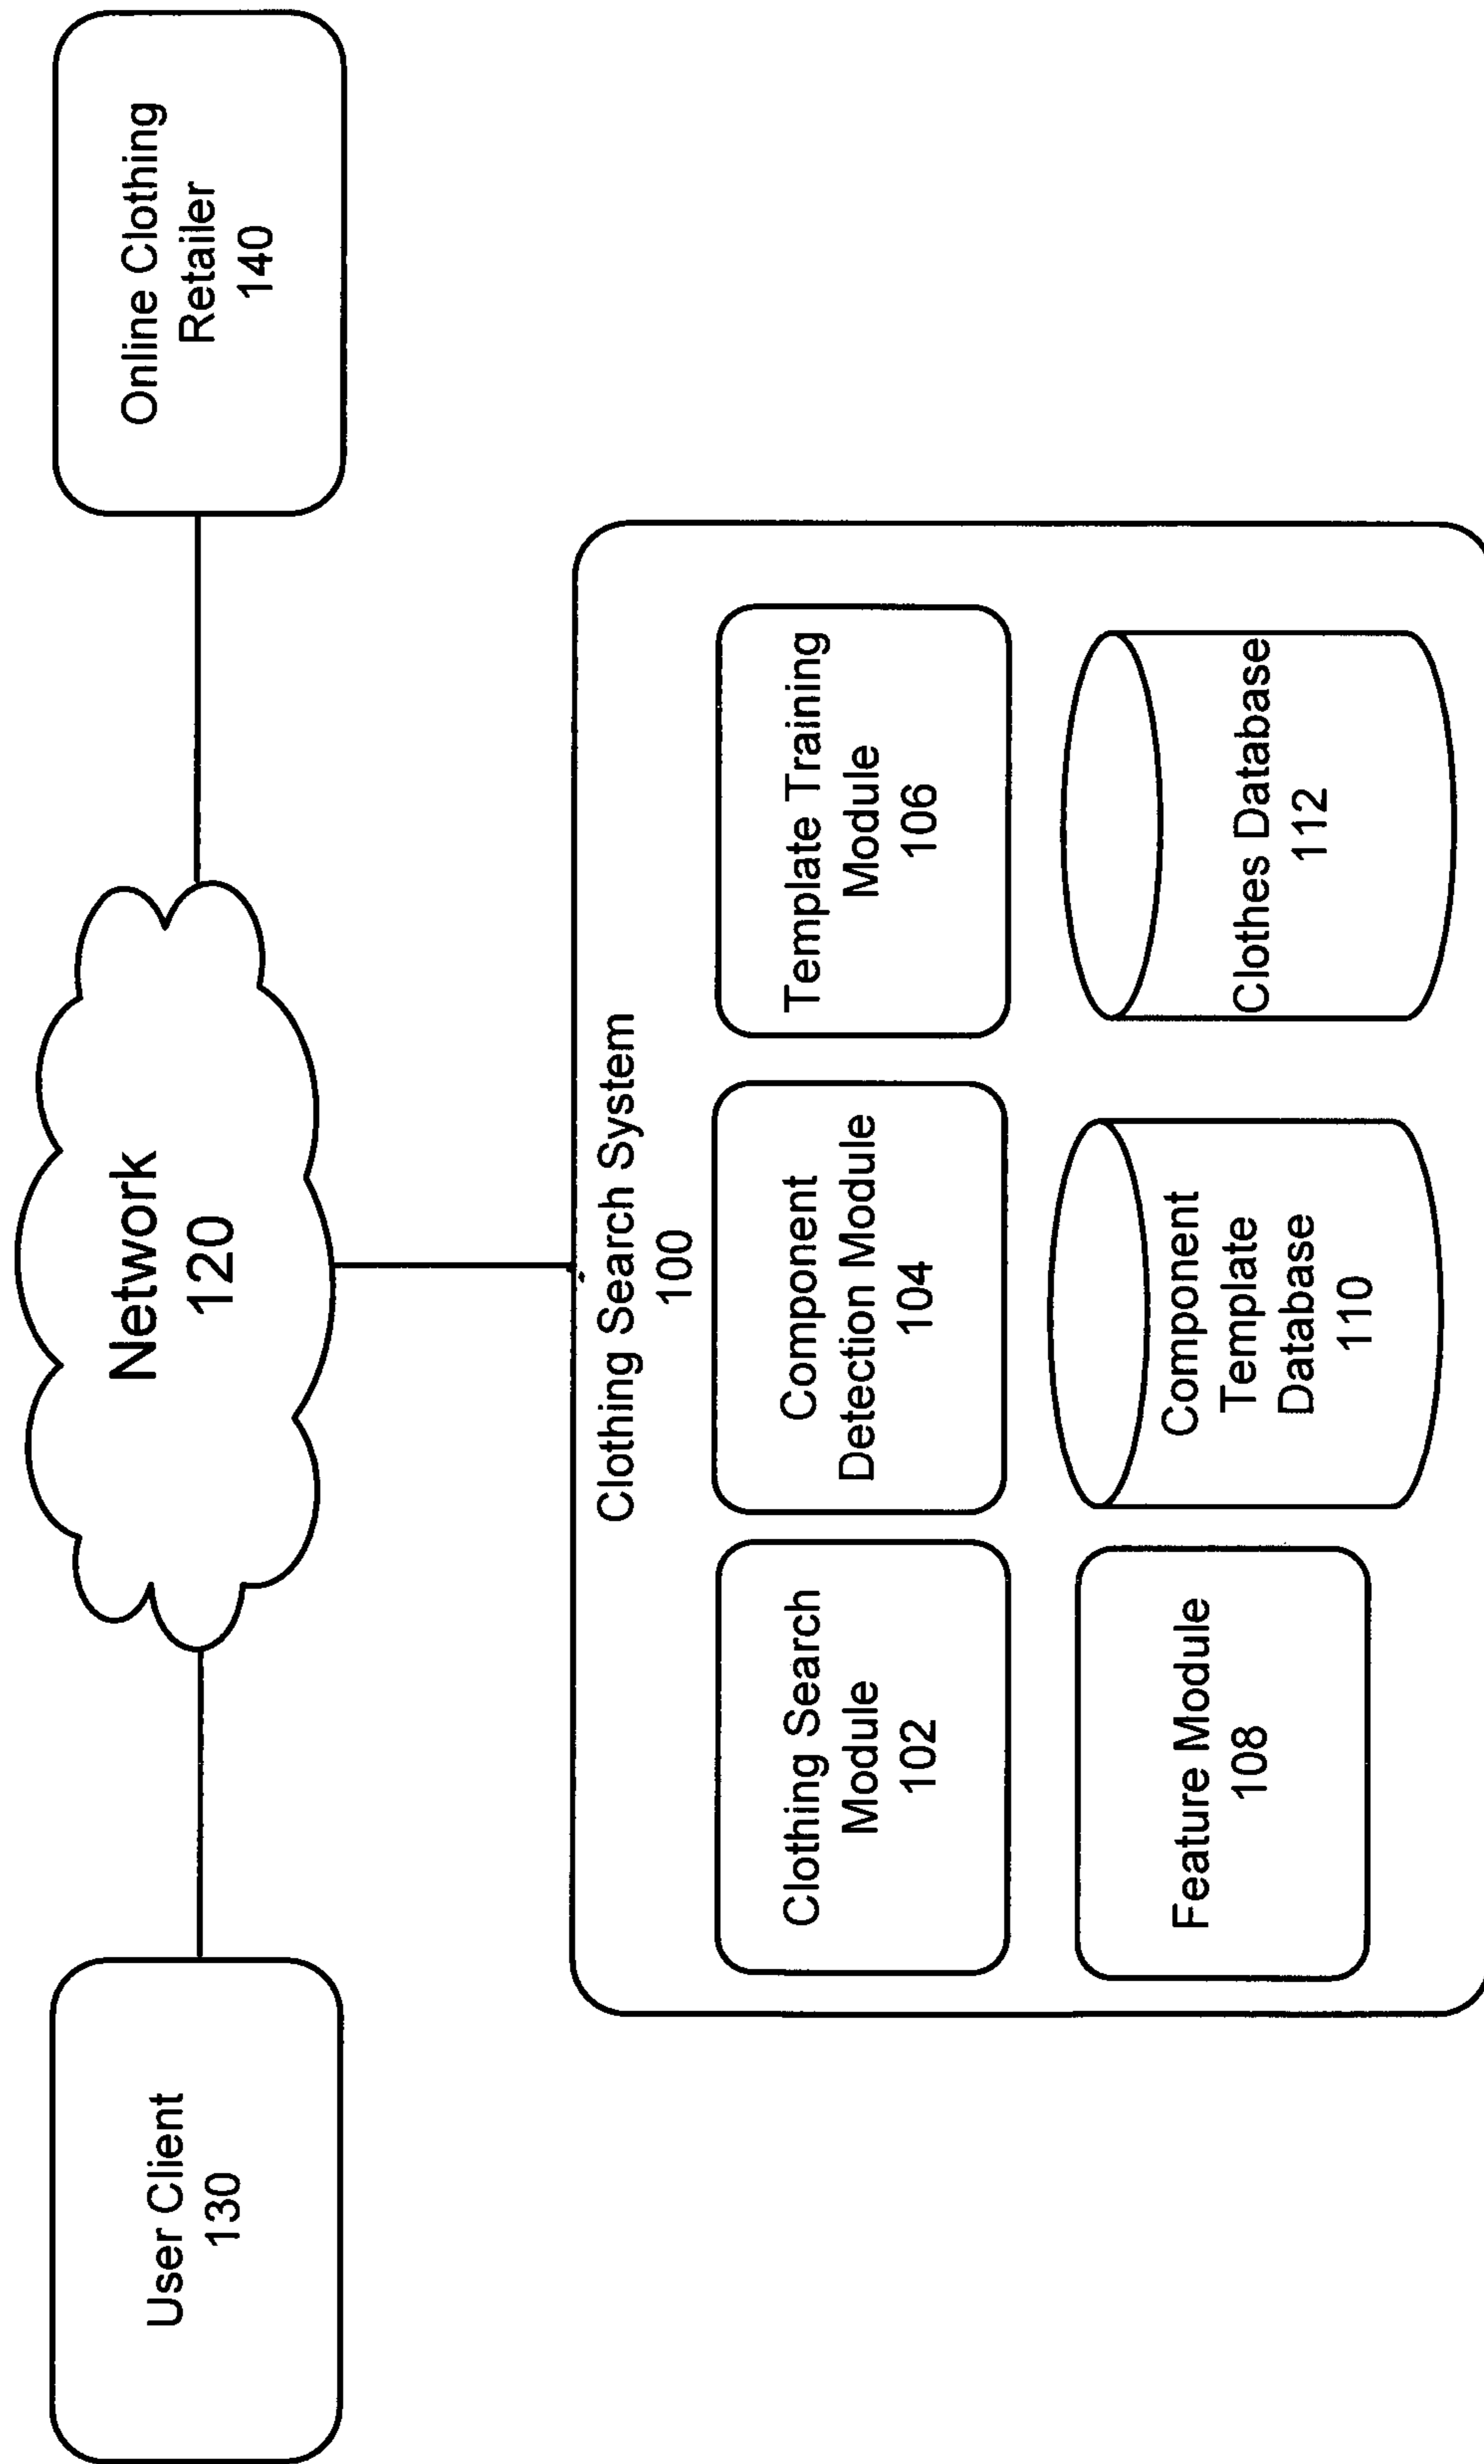 User Client
130
Network
120
Online Clothing
Retailer
140
Clothing Search System
100
Clothing Search
Module
102
Component
Detection Module
104
Template Training
Module
106
Feature Module
108
Component
Template
Database
110
Clothes Database
112